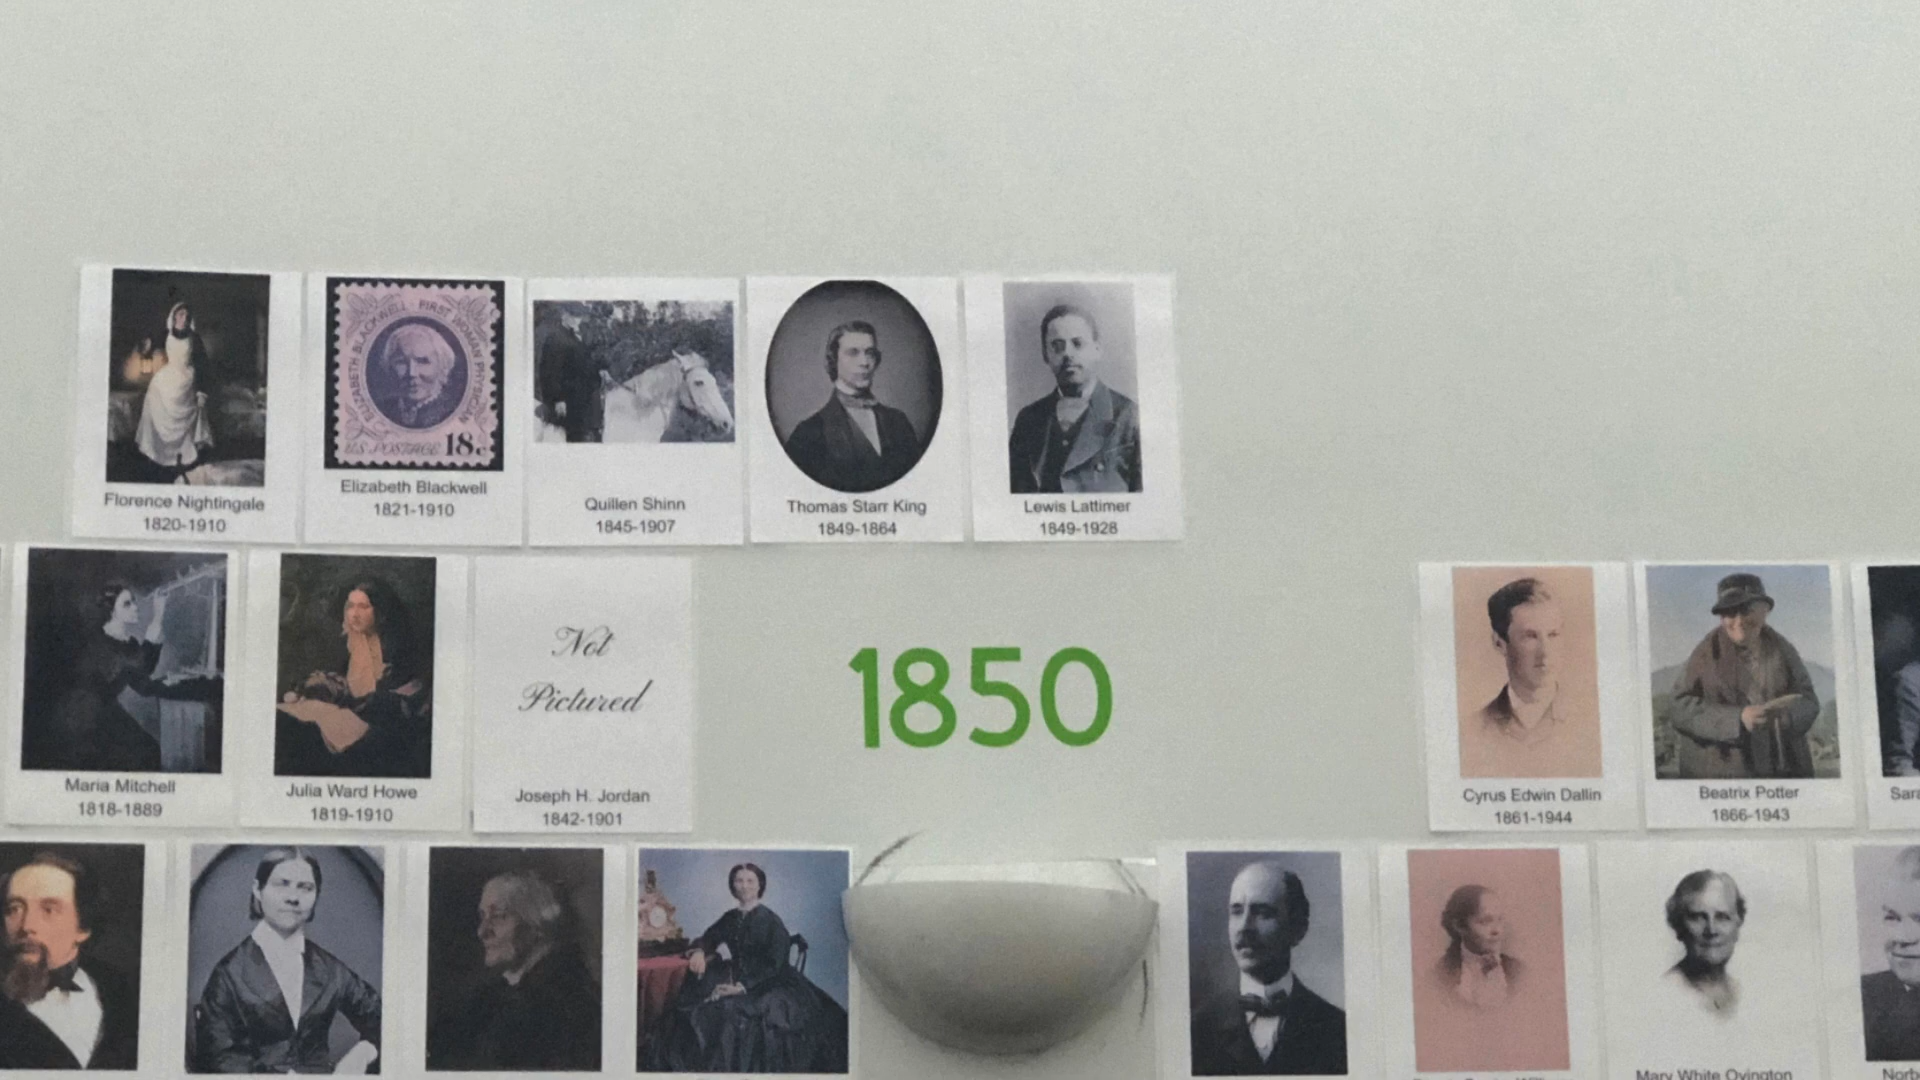 ELIZABETH BLACKWELL · FIRST WOMAN PHYSICIAN
U.S. POSTAGE 18c
Florence Nightingale
1820-1910
Elizabeth Blackwell
1821-1910
Quillen Shinn
1845-1907
Thomas Starr King
1849-1864
Lewis Lattimer
1849-1928
Not
Pictured
1850
Maria Mitchell
1818-1889
Julia Ward Howe
1819-1910
Joseph H. Jordan
1842-1901
Cyrus Edwin Dallin
1861-1944
Beatrix Potter
1866-1943
Sara
Mary White Ovington
Norb